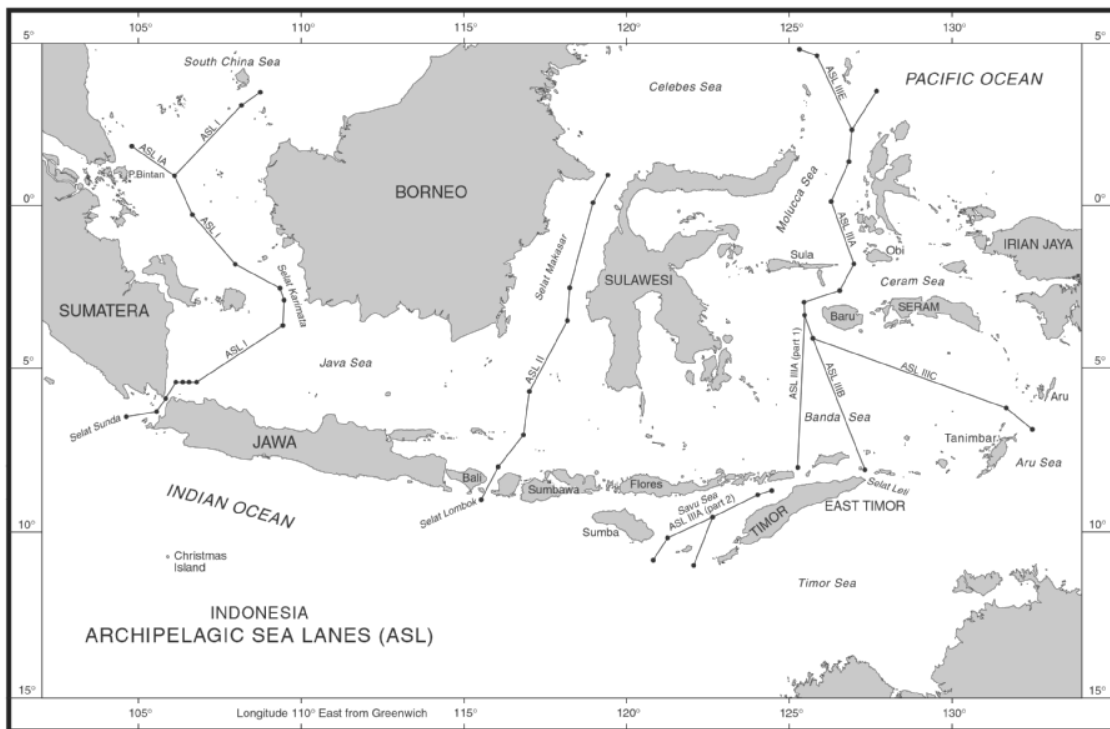 105°
110°
115°
120°
125°
130°
5°
5°
South China Sea
Celebes Sea
PACIFIC OCEAN
ASL IIIE
ASL I
ASL IA
P.Bintan
BORNEO
Molucca Sea
0°
0°
ASL I
Selat Makasar
ASL IIIA
IRIAN JAYA
Obi
Sula
SULAWESI
Ceram Sea
Selat Karimata
SUMATERA
SERAM
Baru
ASL I
Java Sea
ASL II
ASL IIIA (part 1)
ASL IIIB
ASL IIIC
5°
5°
Aru
Selat Sunda
Banda Sea
JAWA
Tanimbar
Aru Sea
Bali
Sumbawa
Flores
Selat Leti
INDIAN OCEAN
Selat Lombok
Savu Sea
ASL IIIA (part 2)
EAST TIMOR
TIMOR
Sumba
10°
10°
Christmas
Island
Timor Sea
INDONESIA
ARCHIPELAGIC SEA LANES (ASL)
15°
15°
105°
Longitude 110° East from Greenwich
115°
120°
125°
130°